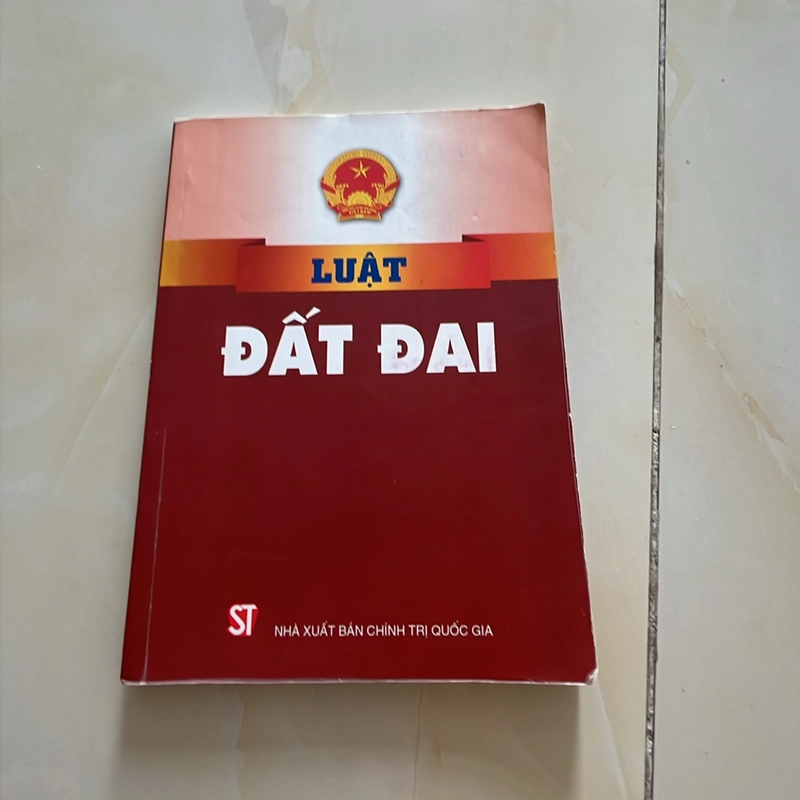 LUẬT
ĐẤT ĐAI
ST
NHÀ XUẤT BẢN CHÍNH TRỊ QUỐC GIA